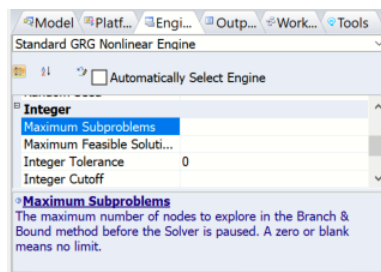 Model Platf... Engi... Outp... Work... Tools
Standard GRG Nonlinear Engine
Automatically Select Engine
Integer
Maximum Subproblems
Maximum Feasible Soluti...
Integer Tolerance 0
Integer Cutoff
Maximum Subproblems
The maximum number of nodes to explore in the Branch &
Bound method before the Solver is paused. A zero or blank
means no limit.